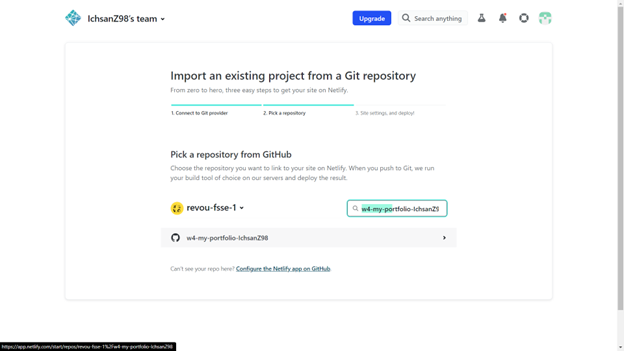 IchsanZ98's team
Upgrade
Search anything
Import an existing project from a Git repository
From zero to hero, three easy steps to get your site on Netlify.
1. Connect to Git provider
2. Pick a repository
3. Site settings, and deploy!
Pick a repository from GitHub
Choose the repository you want to link to your site on Netlify. When you push to Git, we run
your build tool of choice on our servers and deploy the result.
revou-fsse-1
w4-my-portfolio-IchsanZ9
w4-my-portfolio-IchsanZ98
Can't see your repo here? Configure the Netlify app on GitHub.
https://app.netlify.com/start/repos/revou-fsse-1%2Fw4-my-portfolio-IchsanZ98